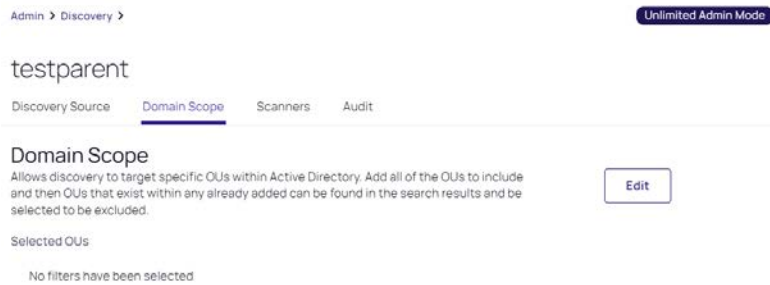 Admin > Discovery >
Unlimited Admin Mode
testparent
Discovery Source Domain Scope Scanners Audit
Domain Scope
Allows discovery to target specific OUs within Active Directory. Add all of the OUs to include
and then OUs that exist within any already added can be found in the search results and be
selected to be excluded.
Edit
Selected OUs
No filters have been selected